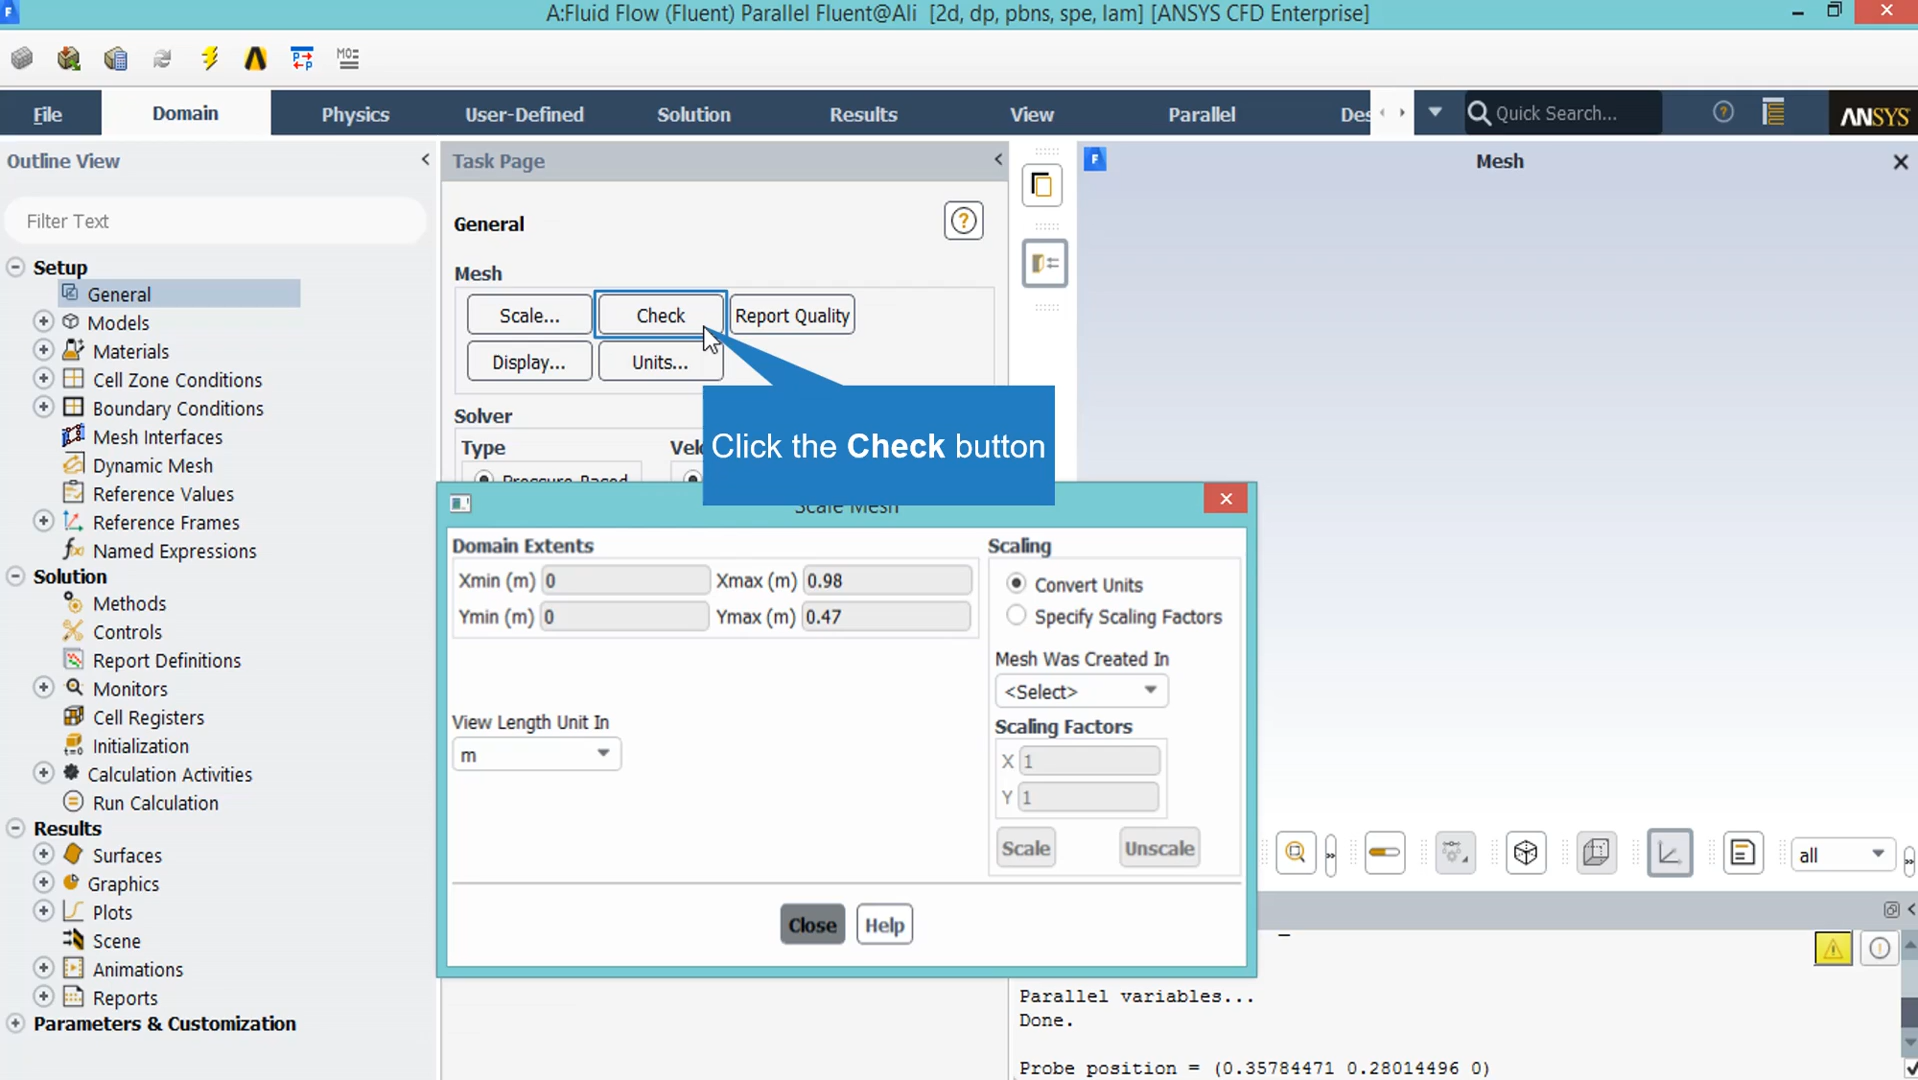 A:Fluid Flow (Fluent) Parallel Fluent@Ali [2d, dp, pbns, spe, lam] [ANSYS CFD Enterprise]
File Domain Physics User-Defined Solution Results View Parallel Des Quick Search... ANSYS
Outline View
Filter Text
Setup
General
Models
Materials
Cell Zone Conditions
Boundary Conditions
Mesh Interfaces
Dynamic Mesh
Reference Values
Reference Frames
Named Expressions
Solution
Methods
Controls
Report Definitions
Monitors
Cell Registers
Initialization
Calculation Activities
Run Calculation
Results
Surfaces
Graphics
Plots
Scene
Animations
Reports
Parameters & Customization
Task Page
General
Mesh
Scale... Check Report Quality
Display... Units...
Solver
Type Velo
Pressure-Based
Click the Check button
Scale Mesh
Domain Extents
Xmin (m) 0 Xmax (m) 0.98
Ymin (m) 0 Ymax (m) 0.47
View Length Unit In
m
Scaling
Convert Units
Specify Scaling Factors
Mesh Was Created In
<Select>
Scaling Factors
X 1
Y 1
Scale Unscale
Close Help
Mesh
all
Parallel variables...
Done.
Probe position = (0.35784471 0.28014496 0)